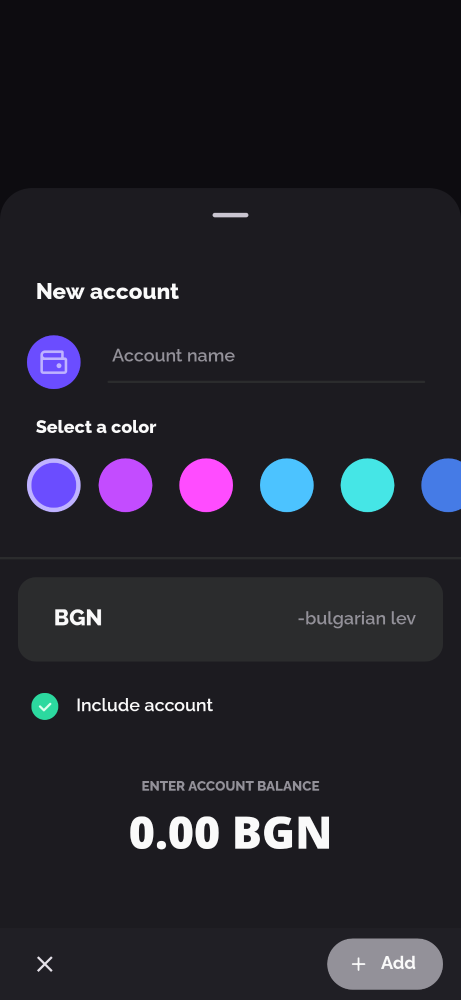 New account
Account name
Select a color
BGN
-bulgarian lev
Include account
ENTER ACCOUNT BALANCE
0.00 BGN
Add